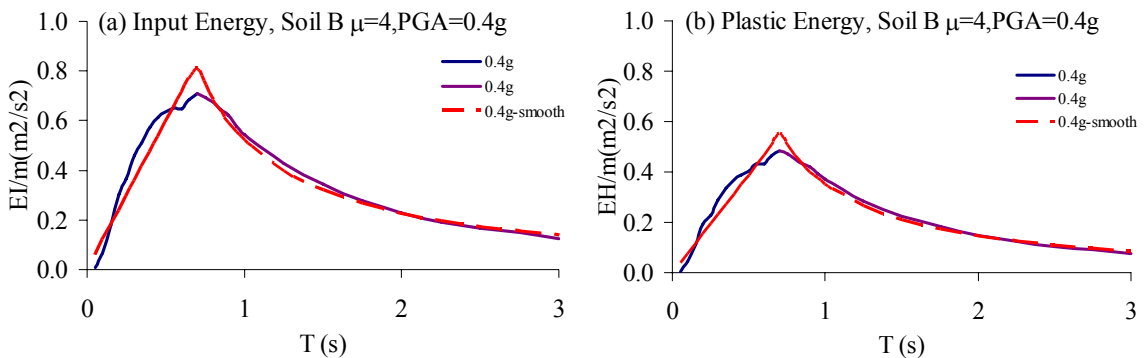 (a) Input Energy, Soil B μ=4,PGA=0.4g
EI/m(m2/s2)
1.0
0.8
0.6
0.4
0.2
0.0
0.4g
0.4g
0.4g-smooth
0 1 2 3
T (s)
(b) Plastic Energy, Soil B μ=4,PGA=0.4g
EH/m(m2/s2)
1.0
0.8
0.6
0.4
0.2
0.0
0.4g
0.4g
0.4g-smooth
0 1 2 3
T (s)